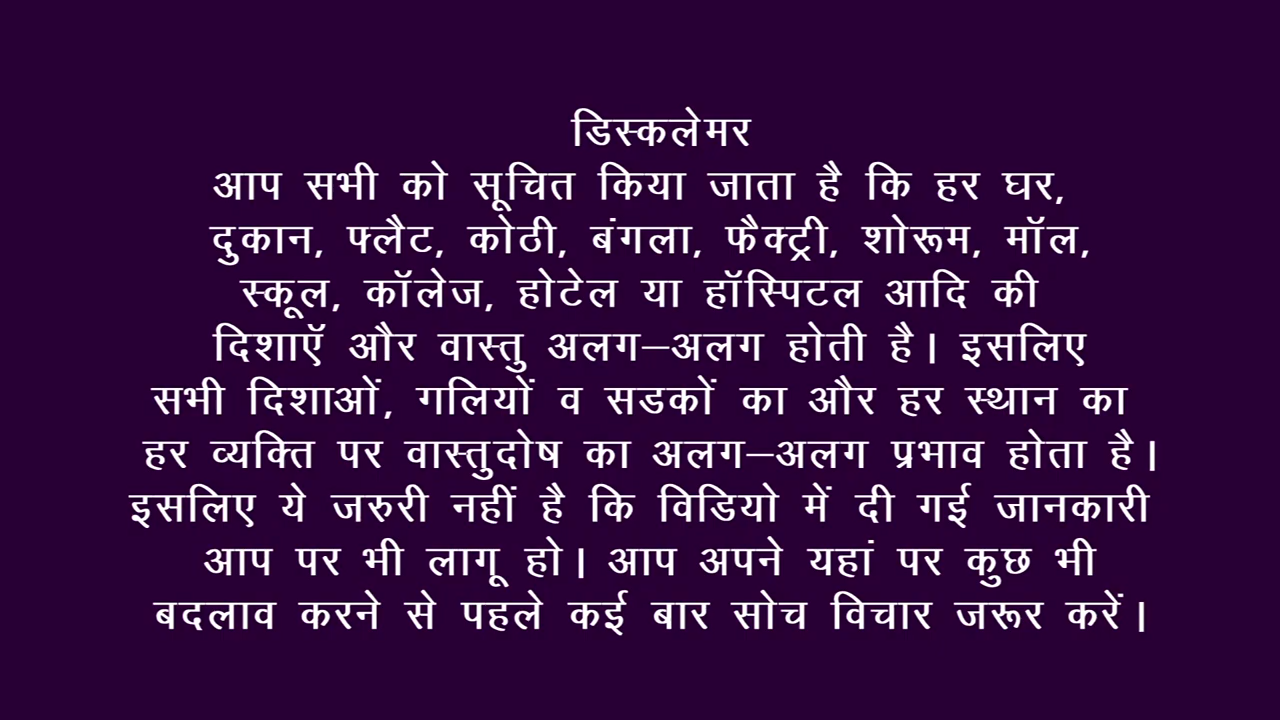 डिस्कलेमर
आप सभी को सूचित किया जाता है कि हर घर,
दुकान, फ्लैट, कोठी, बंगला, फैक्ट्री, शोरूम, मॉल,
स्कूल, कॉलेज, होटेल या हॉस्पिटल आदि की
दिशाऍ और वास्तु अलग–अलग होती है। इसलिए
सभी दिशाओं, गलियों व सडकों का और हर स्थान का
हर व्यक्ति पर वास्तुदोष का अलग–अलग प्रभाव होता है।
इसलिए ये जरुरी नहीं है कि विडियो में दी गई जानकारी
आप पर भी लागू हो। आप अपने यहां पर कुछ भी
बदलाव करने से पहले कई बार सोच विचार जरूर करें।